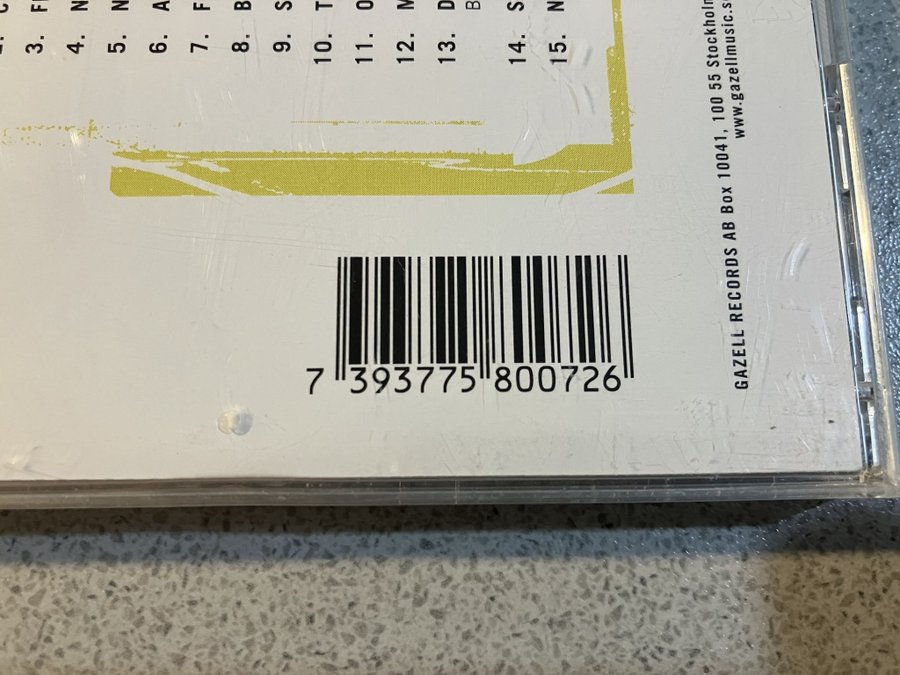 3. 
4. N
5. N
6. A
7. F
8. B
9. S
10. T
11. 0
12. M
13. D
B
14. S
15. N
GAZELL RECORDS AB Box 10041, 100 55 Stockholm
www.gazellmusic.s
7 393775 800726